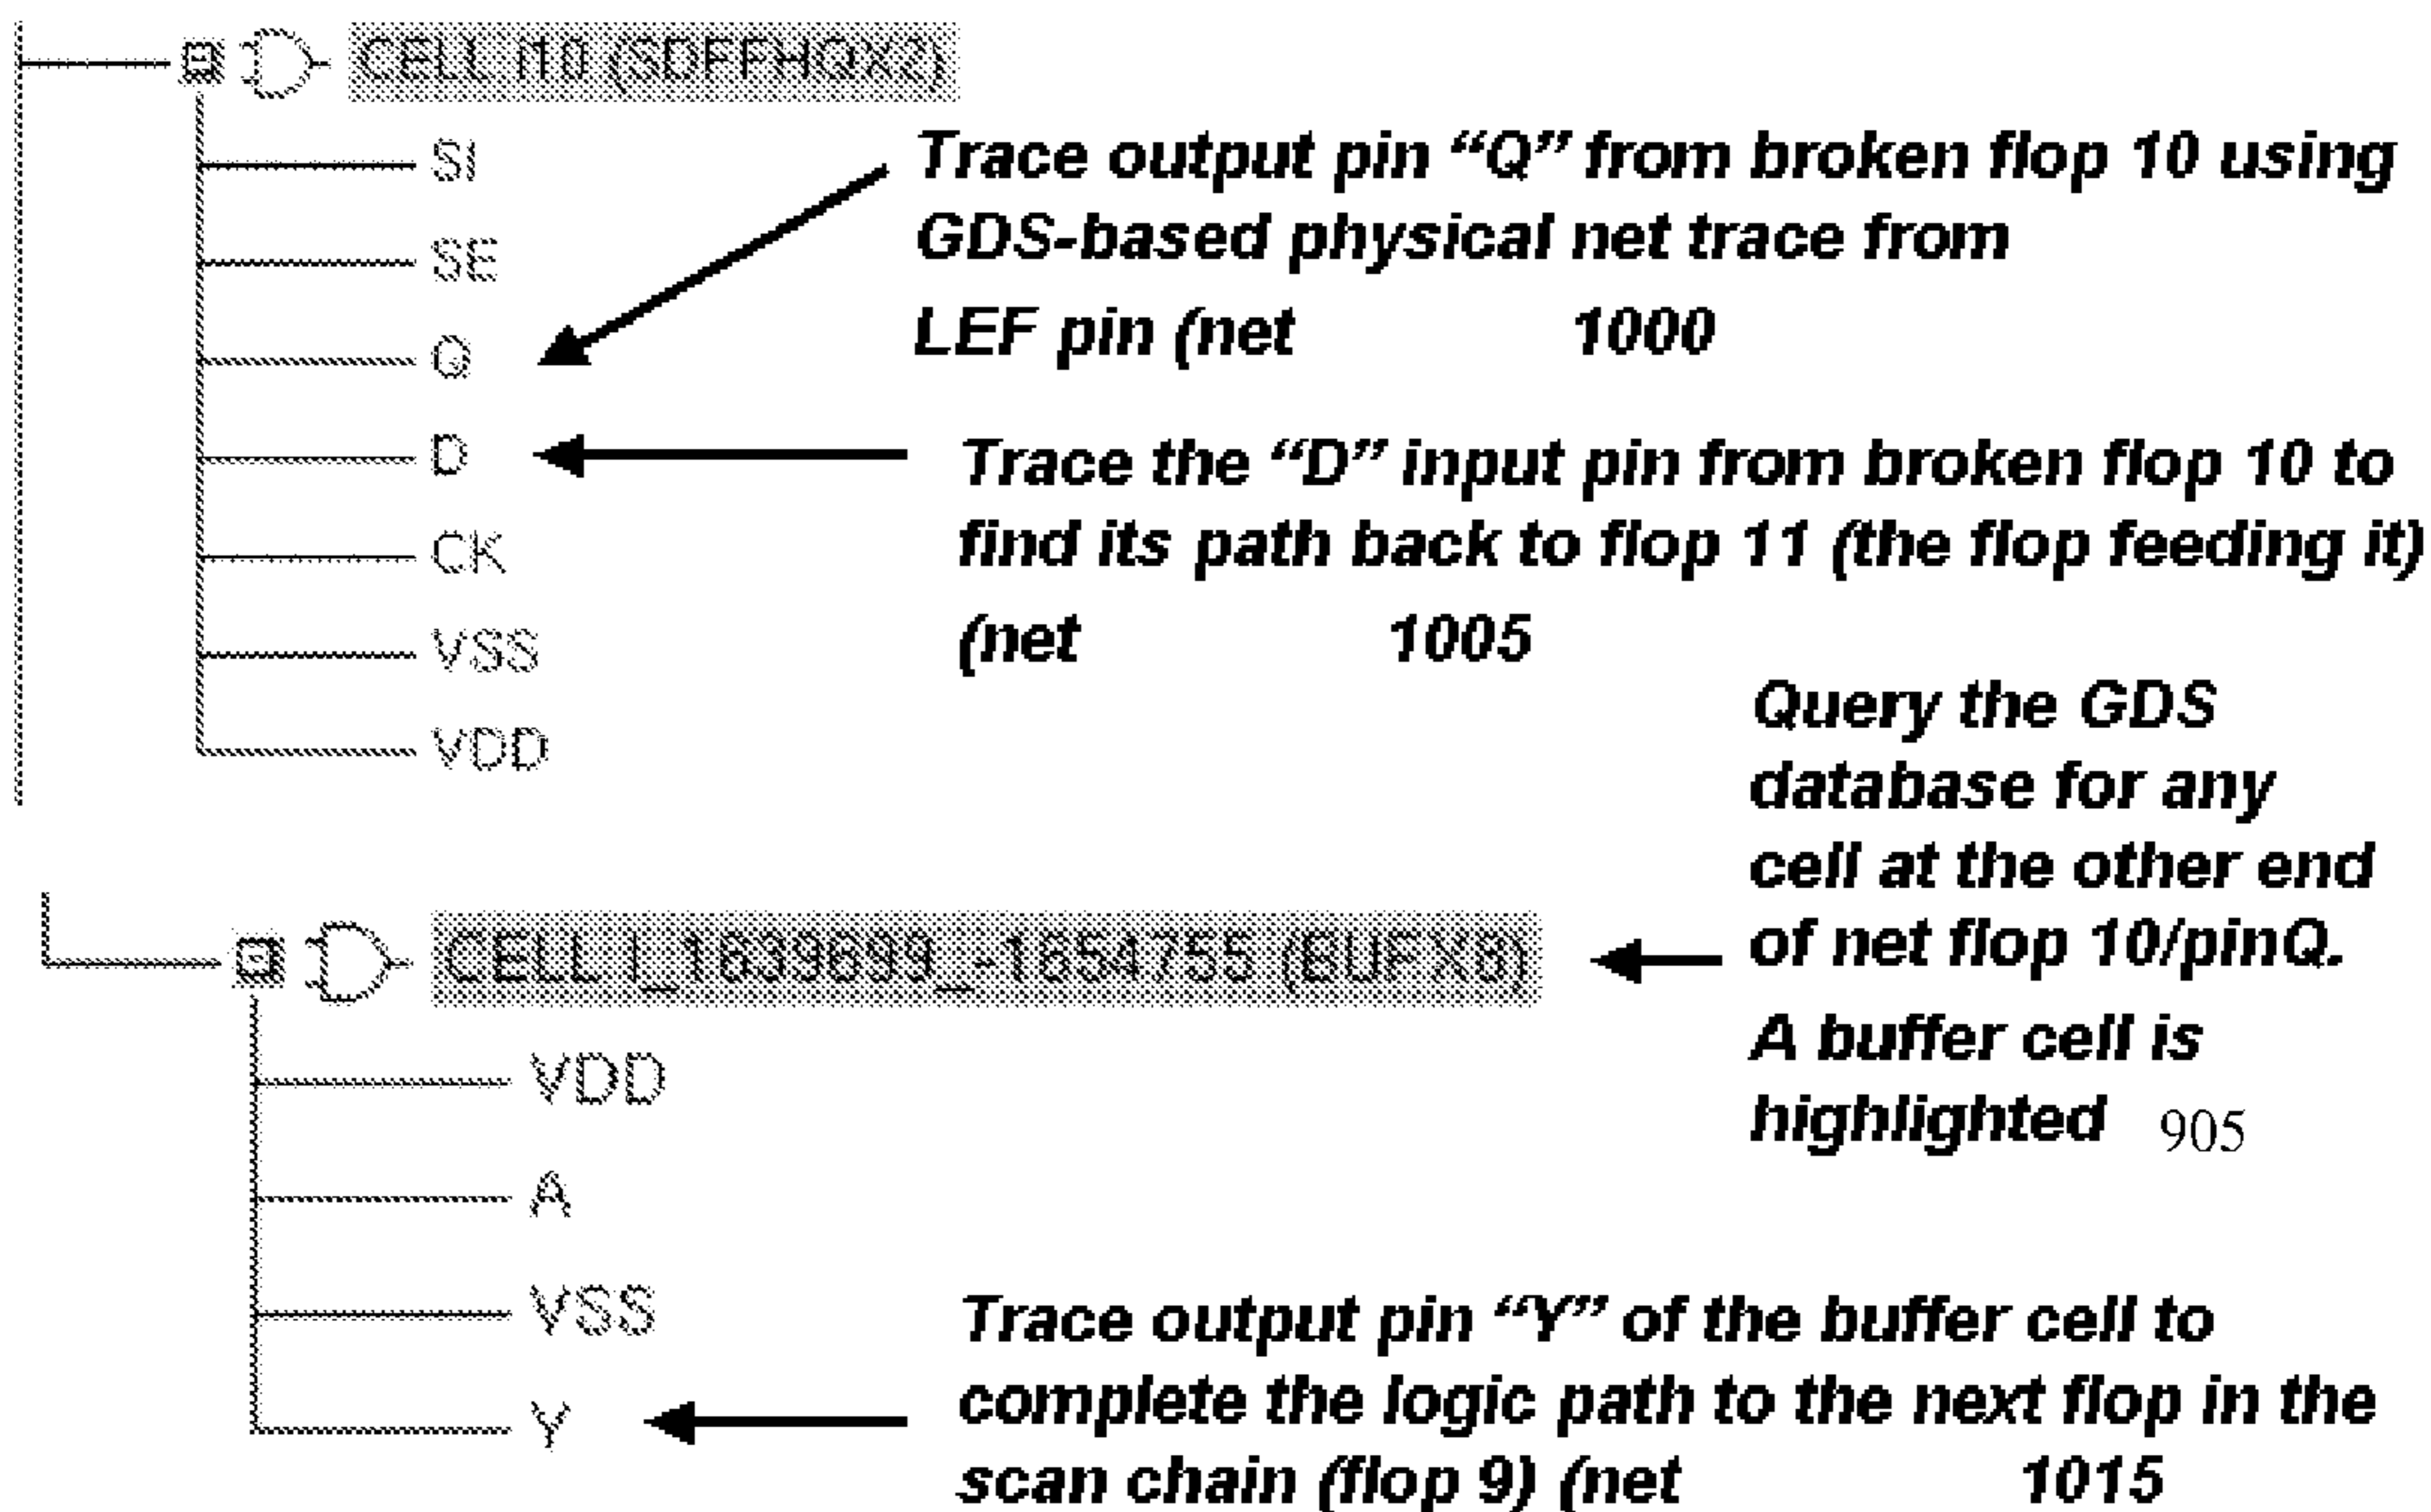 CELL i10 (SDFFHQX2)
SI
SE
Q
D
CK
VSS
VDD
Trace output pin “Q” from broken flop 10 using
GDS-based physical net trace from
LEF pin (net 1000
Trace the “D” input pin from broken flop 10 to
find its path back to flop 11 (the flop feeding it)
(net 1005
Query the GDS
database for any
cell at the other end
of net flop 10/pinQ.
A buffer cell is
highlighted 905
CELL I_1639699_-1654755 (BUFX8)
VDD
A
VSS
Y
Trace output pin “Y” of the buffer cell to
complete the logic path to the next flop in the
scan chain (flop 9) (net 1015